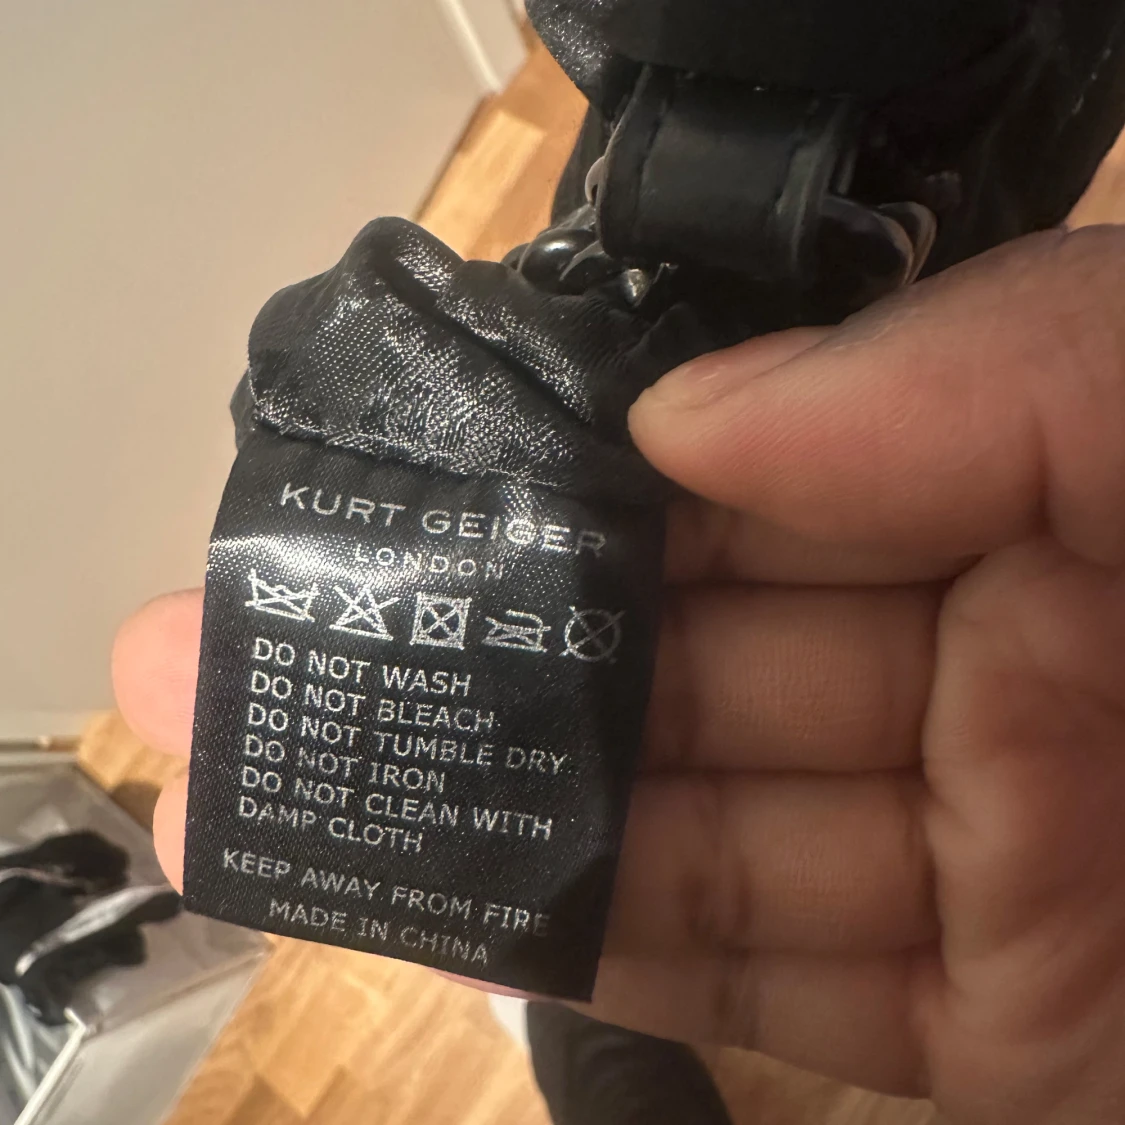 KURT GEIGER
LONDON
DO NOT WASH
DO NOT BLEACH
DO NOT TUMBLE DRY
DO NOT IRON
DO NOT CLEAN WITH
DAMP CLOTH
KEEP AWAY FROM FIRE
MADE IN CHINA